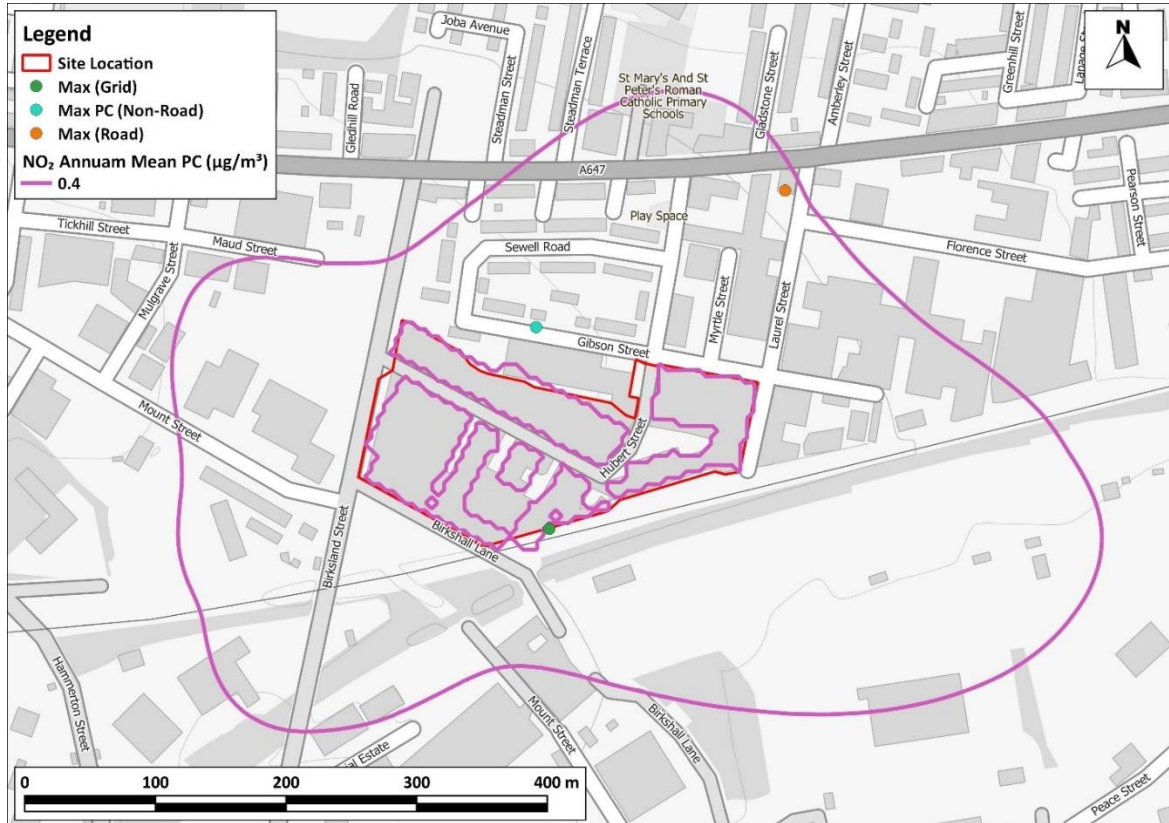 Legend
Site Location
Max (Grid)
Max PC (Non-Road)
Max (Road)
NO₂ Annuam Mean PC (µg/m³)
0.4
N
Joba Avenue
Steadman Street
Steadman Terrace
Gledhill Road
St Mary's And St
Peter's Roman
Catholic Primary
Schools
Gladstone Street
Amberley Street
Greenhill Street
A647
Pearson Street
Play Space
Tickhill Street
Maud Street
Mulgrave Street
Sewell Road
Florence Street
Myrtle Street
Laurel Street
Gibson Street
Mount Street
Hubert Street
Birksland Street
Birkshall Lane
Hammerton Street
Mount Street
Birkshall Lane
Estate
Peace Street
0 100 200 300 400 m